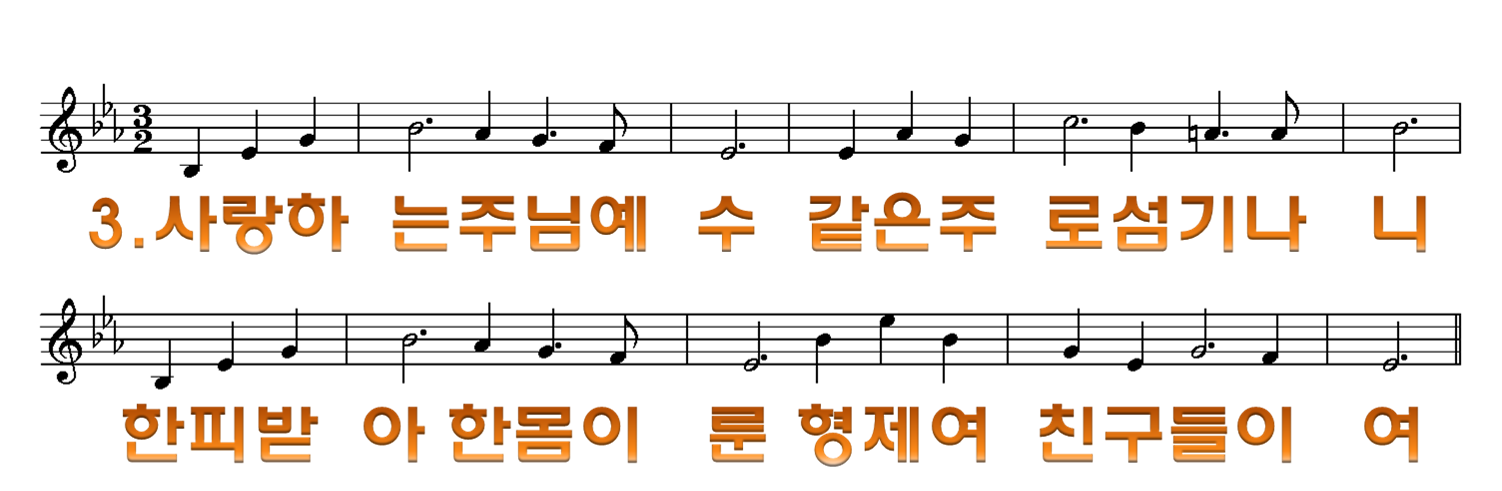 3.사랑하 는주님예 수 같은주 로섬기나 니
한피받 아 한몸이 룬 형제여 친구들이 여